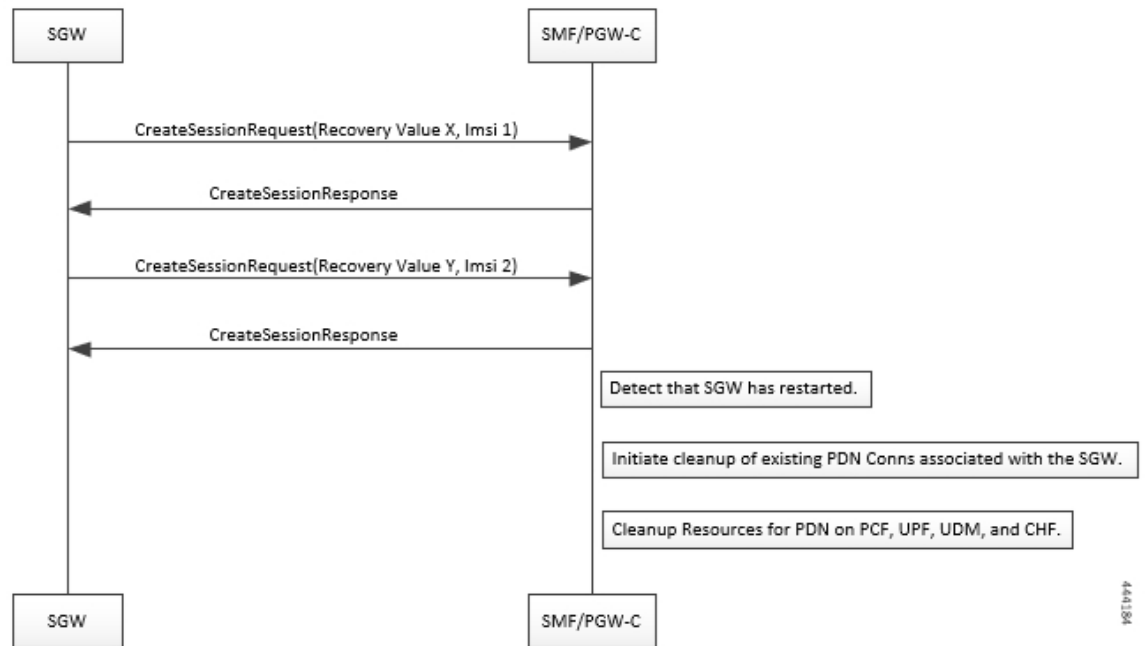 SGW
SMF/PGW-C
CreateSessionRequest(Recovery Value X, Imsi 1)
CreateSessionResponse
CreateSessionRequest(Recovery Value Y, Imsi 2)
CreateSessionResponse
Detect that SGW has restarted.
Initiate cleanup of existing PDN Conns associated with the SGW.
Cleanup Resources for PDN on PCF, UPF, UDM, and CHF.
SGW
SMF/PGW-C
444184